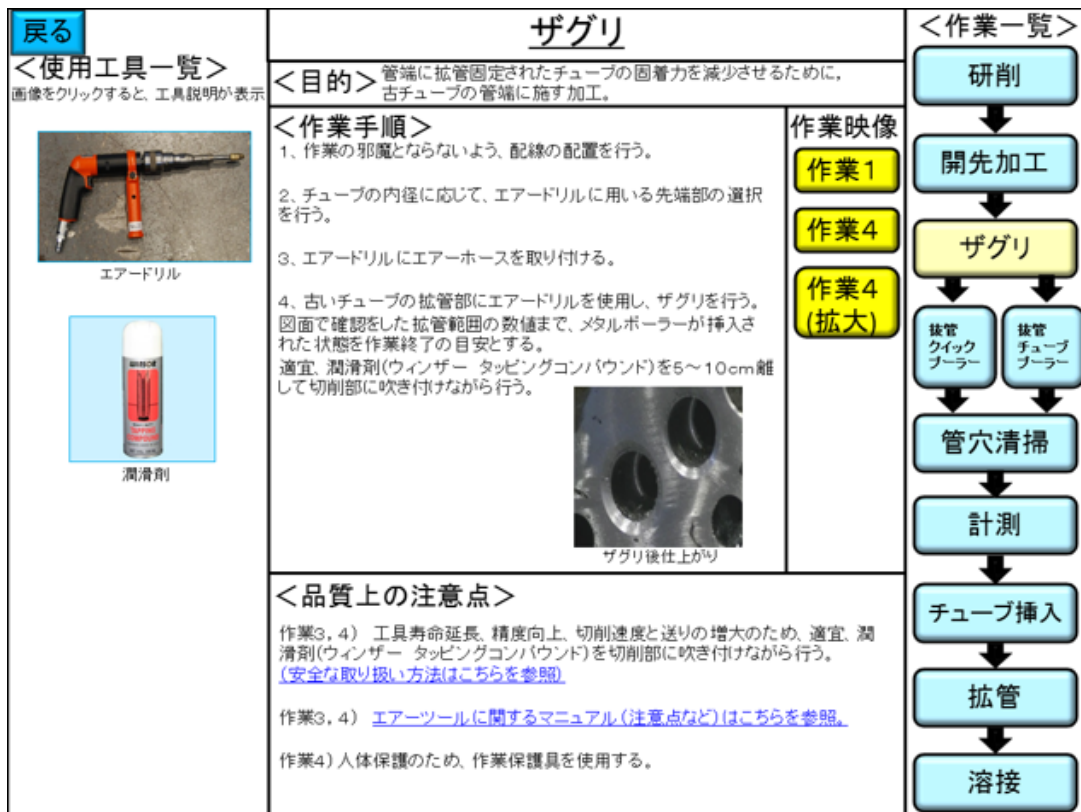 戻る
＜使用工具一覧＞
画像をクリックすると、工具説明が表示
エアードリル
潤滑剤
ザグリ
＜目的＞
管端に拡管固定されたチューブの固着力を減少させるために，
古チューブの管端に施す加工。
＜作業手順＞
1、作業の邪魔とならないよう、配線の配置を行う。
2、チューブの内径に応じて、エアードリルに用いる先端部の選択
を行う。
3、エアードリルにエアーホースを取り付ける。
4、古いチューブの拡管部にエアードリルを使用し、ザグリを行う。
図面で確認をした拡管範囲の数値まで、メタルボーラーが挿入さ
れた状態を作業終了の目安とする。
適宜、潤滑剤(ウィンザー タッピングコンパウンド)を5～10cm離
して切削部に吹き付けながら行う。
ザグリ後仕上がり
作業映像
作業1
作業4
作業4
(拡大)
＜品質上の注意点＞
作業3，4） 工具寿命延長、精度向上、切削速度と送りの増大のため、適宜、潤
滑剤(ウィンザー タッピングコンパウンド)を切削部に吹き付けながら行う。
(安全な取り扱い方法はこちらを参照)
作業3，4） エアーツールに関するマニュアル（注意点など）はこちらを参照。
作業4）人体保護のため、作業保護具を使用する。
＜作業一覧＞
研削
開先加工
ザグリ
抜管
クイック
プーラー
抜管
チューブ
プーラー
管穴清掃
計測
チューブ挿入
拡管
溶接